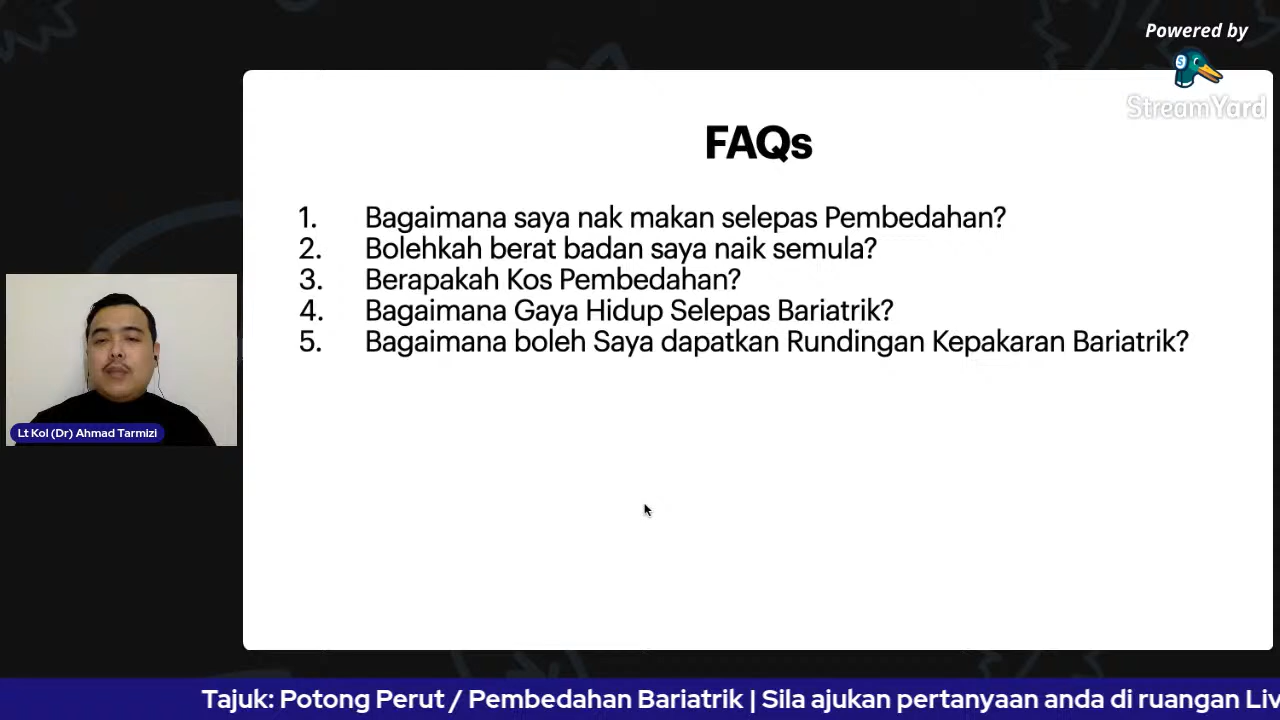 Powered by
StreamYard
FAQs
1. Bagaimana saya nak makan selepas Pembedahan?
2. Bolehkah berat badan saya naik semula?
3. Berapakah Kos Pembedahan?
4. Bagaimana Gaya Hidup Selepas Bariatrik?
5. Bagaimana boleh Saya dapatkan Rundingan Kepakaran Bariatrik?
Lt Kol (Dr) Ahmad Tarmizi
Tajuk: Potong Perut / Pembedahan Bariatrik | Sila ajukan pertanyaan anda di ruangan Liv